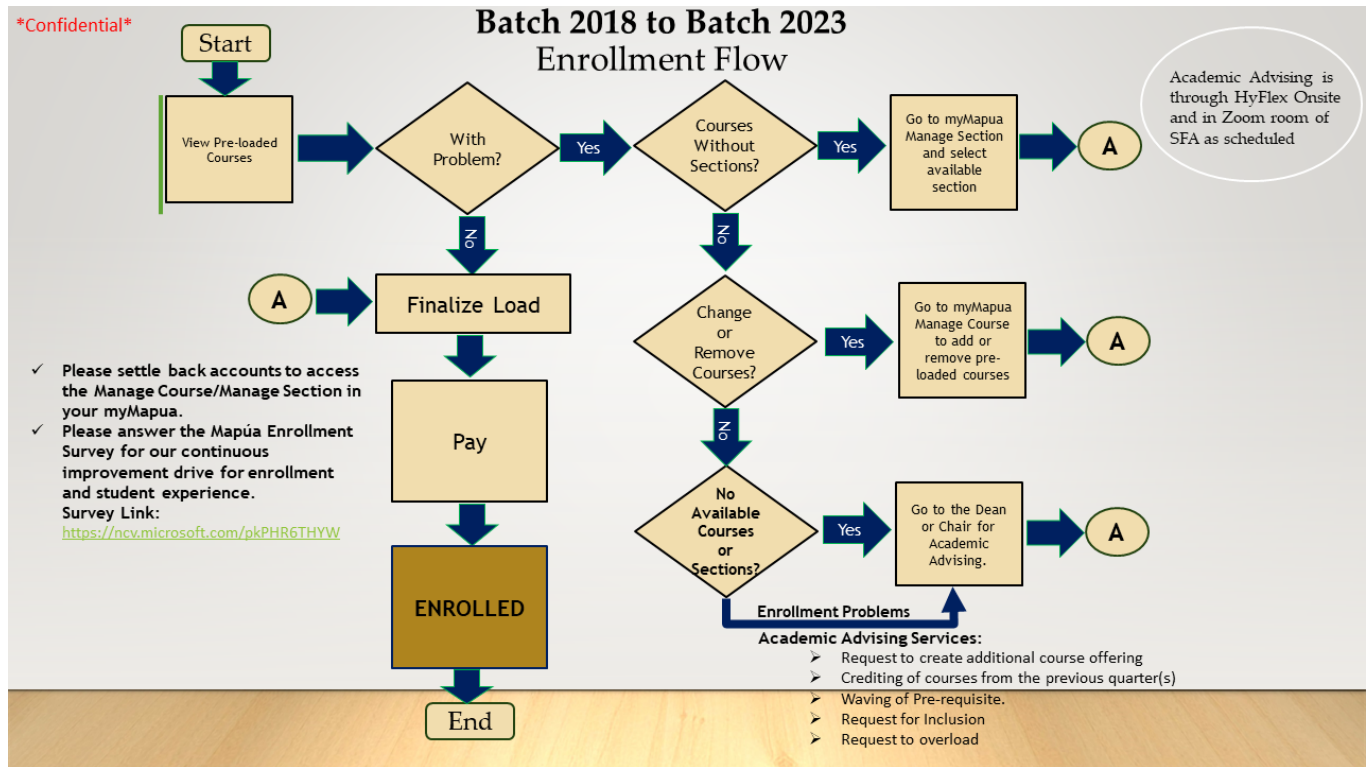 *Confidential*
Batch 2018 to Batch 2023
Enrollment Flow
Start
Academic Advising is
through HyFlex Onsite
and in Zoom room of
SFA as scheduled
View Pre-loaded
Courses
With
Problem?
Yes
Courses
Without
Sections?
Yes
Go to myMapua
Manage Section
and select
available
section
A
No
No
A
Finalize Load
Change
or
Remove
Courses?
Yes
Go to myMapua
Manage Course
to add or
remove pre-
loaded courses
A
✓ Please settle back accounts to access
the Manage Course/Manage Section in
your myMapua.
✓ Please answer the Mapúa Enrollment
Survey for our continuous
improvement drive for enrollment
and student experience.
Survey Link:
https://ncv.microsoft.com/pkPHR6THYW
Pay
No
No
Available
Courses
or
Sections?
Yes
Go to the Dean
or Chair for
Academic
Advising.
A
ENROLLED
Enrollment Problems
Academic Advising Services:
➢ Request to create additional course offering
➢ Crediting of courses from the previous quarter(s)
➢ Waving of Pre-requisite.
➢ Request for Inclusion
➢ Request to overload
End